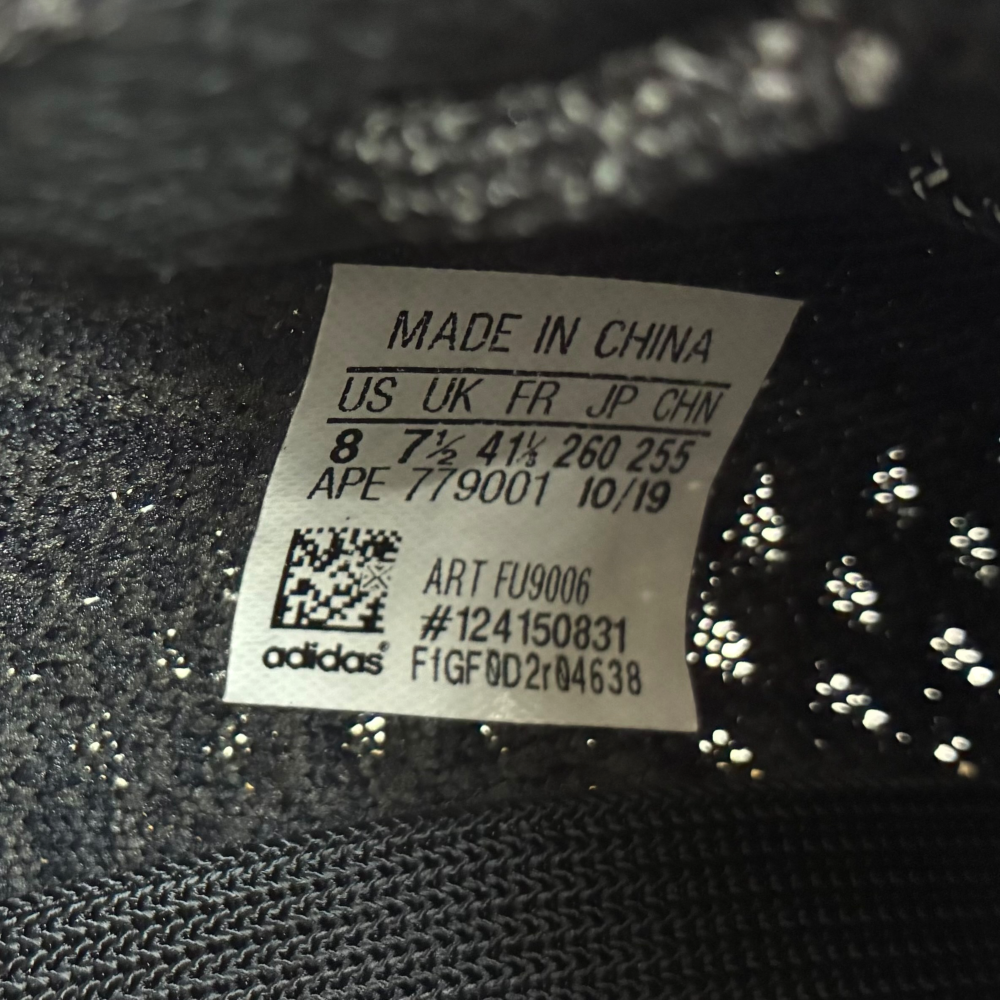 MADE IN CHINA
US UK FR JP CHN
8 7½ 41⅓ 260 255
APE 779001 10/19
ART FU9006
#124150831
adidas® F1GF0D2r04638